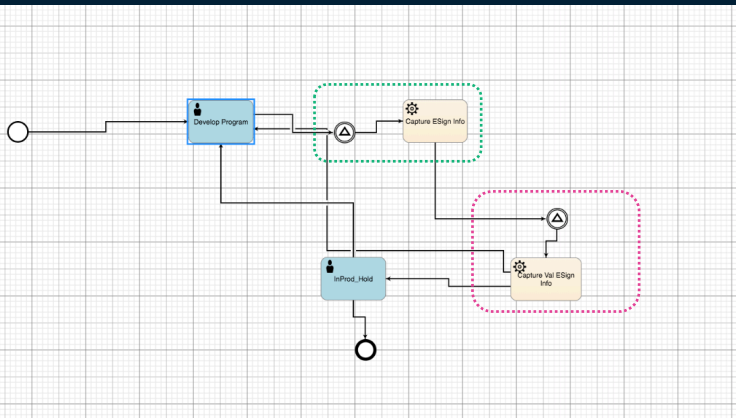 Develop Program
Capture ESign Info
InProd_Hold
Capture Val ESign
Info